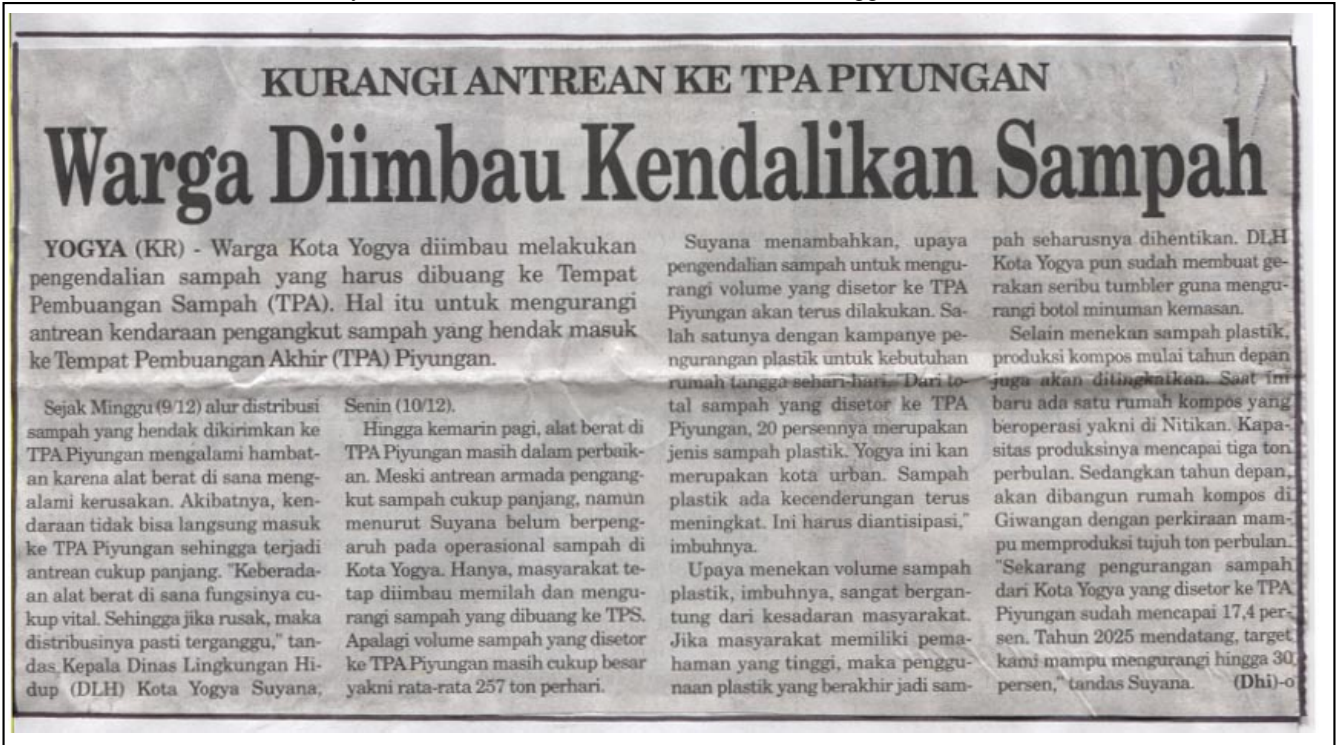 KURANGI ANTREAN KE TPA PIYUNGAN
Warga Diimbau Kendalikan Sampah
YOGYA (KR) - Warga Kota Yogya diimbau melakukan
pengendalian sampah yang harus dibuang ke Tempat
Pembuangan Sampah (TPA). Hal itu untuk mengurangi
antrean kendaraan pengangkut sampah yang hendak masuk
ke Tempat Pembuangan Akhir (TPA) Piyungan.
Sejak Minggu (9/12) alur distribusi
sampah yang hendak dikirimkan ke
TPA Piyungan mengalami hambat-
an karena alat berat di sana meng-
alami kerusakan. Akibatnya, ken-
daraan tidak bisa langsung masuk
ke TPA Piyungan sehingga terjadi
antrean cukup panjang. "Keberada-
an alat berat di sana fungsinya cu-
kup vital. Sehingga jika rusak, maka
distribusinya pasti terganggu," tan-
das Kepala Dinas Lingkungan Hi-
dup (DLH) Kota Yogya Suyana,
Senin (10/12).
Hingga kemarin pagi, alat berat di
TPA Piyungan masih dalam perbaik-
an. Meski antrean armada pengang-
kut sampah cukup panjang, namun
menurut Suyana belum berpeng-
aruh pada operasional sampah di
Kota Yogya. Hanya, masyarakat te-
tap diimbau memilah dan mengu-
rangi sampah yang dibuang ke TPS.
Apalagi volume sampah yang disetor
ke TPA Piyungan masih cukup besar
yakni rata-rata 257 ton perhari.
Suyana menambahkan, upaya
pengendalian sampah untuk mengu-
rangi volume yang disetor ke TPA
Piyungan akan terus dilakukan. Sa-
lah satunya dengan kampanye pe-
ngurangan plastik untuk kebutuhan
rumah tangga sehari-hari. "Dari to-
tal sampah yang disetor ke TPA
Piyungan, 20 persennya merupakan
jenis sampah plastik. Yogya ini kan
merupakan kota urban. Sampah
plastik ada kecenderungan terus
meningkat. Ini harus diantisipasi,"
imbuhnya.
Upaya menekan volume sampah
plastik, imbuhnya, sangat bergan-
tung dari kesadaran masyarakat.
Jika masyarakat memiliki pema-
haman yang tinggi, maka penggu-
naan plastik yang berakhir jadi sam-
pah seharusnya dihentikan. DLH
Kota Yogya pun sudah membuat ge-
rakan seribu tumbler guna mengu-
rangi botol minuman kemasan.
Selain menekan sampah plastik,
produksi kompos mulai tahun depan
juga akan ditingkatkan. Saat ini
baru ada satu rumah kompos yang
beroperasi yakni di Nitikan. Kapa-
sitas produksinya mencapai tiga ton
perbulan. Sedangkan tahun depan,
akan dibangun rumah kompos di
Giwangan dengan perkiraan mam-
pu memproduksi tujuh ton perbulan.
"Sekarang pengurangan sampah
dari Kota Yogya yang disetor ke TPA
Piyungan sudah mencapai 17,4 per-
sen. Tahun 2025 mendatang, target
kami mampu mengurangi hingga 30
persen," tandas Suyana. (Dhi)-o